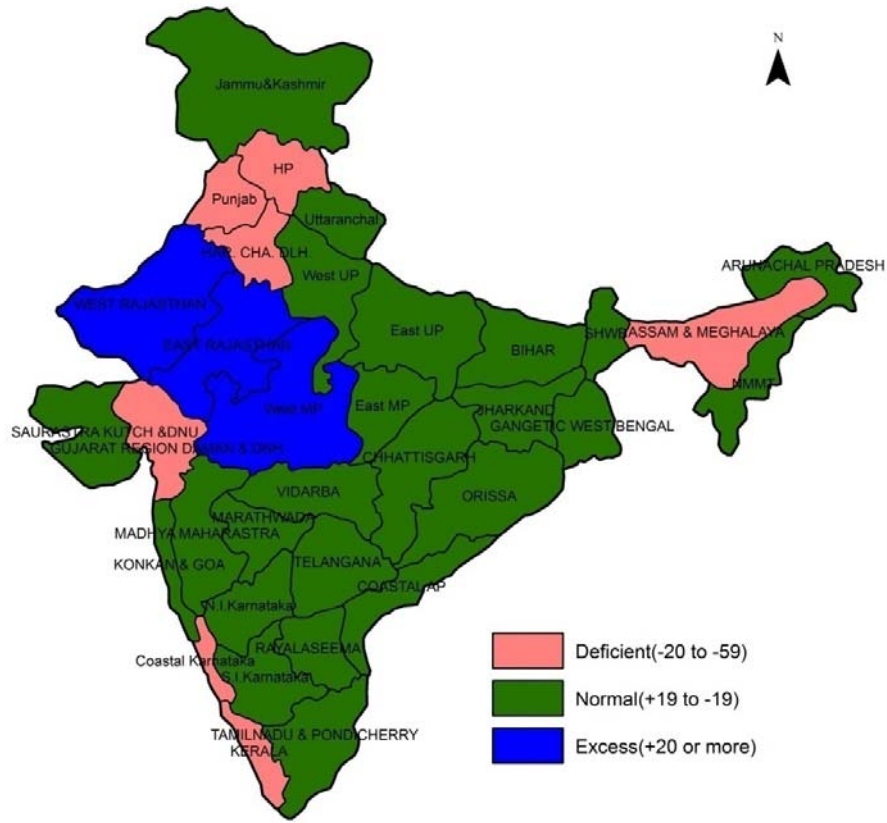 N
Jammu&Kashmir
HP
Punjab
Uttaranchal
HAR. CHA. DLH.
West UP
ARUNACHAL PRADESH
WEST RAJASTHAN
EAST RAJASTHAN
East UP
SHWB
ASSAM & MEGHALAYA
BIHAR
NMMT
West MP
East MP
JHARKAND
GANGETIC WEST BENGAL
SAURASTRA KUTCH &DNU
GUJARAT REGION DAMAN & DNH
CHHATTISGARH
VIDARBA
ORISSA
MARATHWADA
MADHYA MAHARASTRA
KONKAN & GOA
TELANGANA
COASTAL AP
N.I.Karnataka
RAYALASEEMA
Coastal Karnataka
S.I.Karnataka
TAMILNADU & PONDICHERRY
KERALA
Deficient(-20 to -59)
Normal(+19 to -19)
Excess(+20 or more)